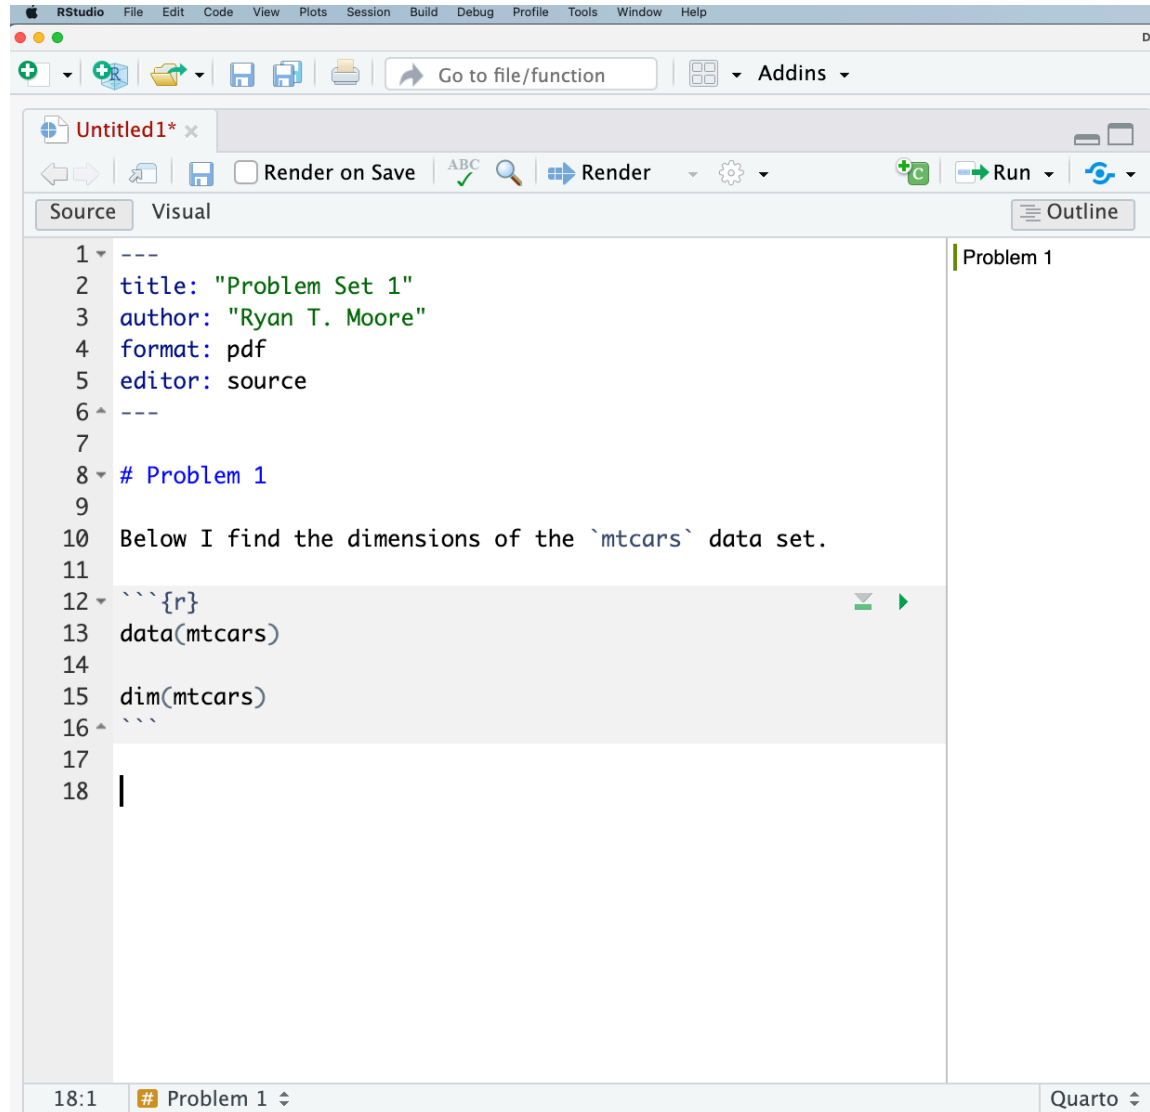 RStudio File Edit Code View Plots Session Build Debug Profile Tools Window Help
D
R Go to file/function Addins
Untitled1*
Render on Save ABC Render C Run
Source Visual Outline
1 ---
2 title: "Problem Set 1"
3 author: "Ryan T. Moore"
4 format: pdf
5 editor: source
6 ---
7
8 # Problem 1
9
10 Below I find the dimensions of the `mtcars` data set.
11
12 ```{r}
13 data(mtcars)
14
15 dim(mtcars)
16 ```
17
18
Problem 1
18:1 # Problem 1 Quarto